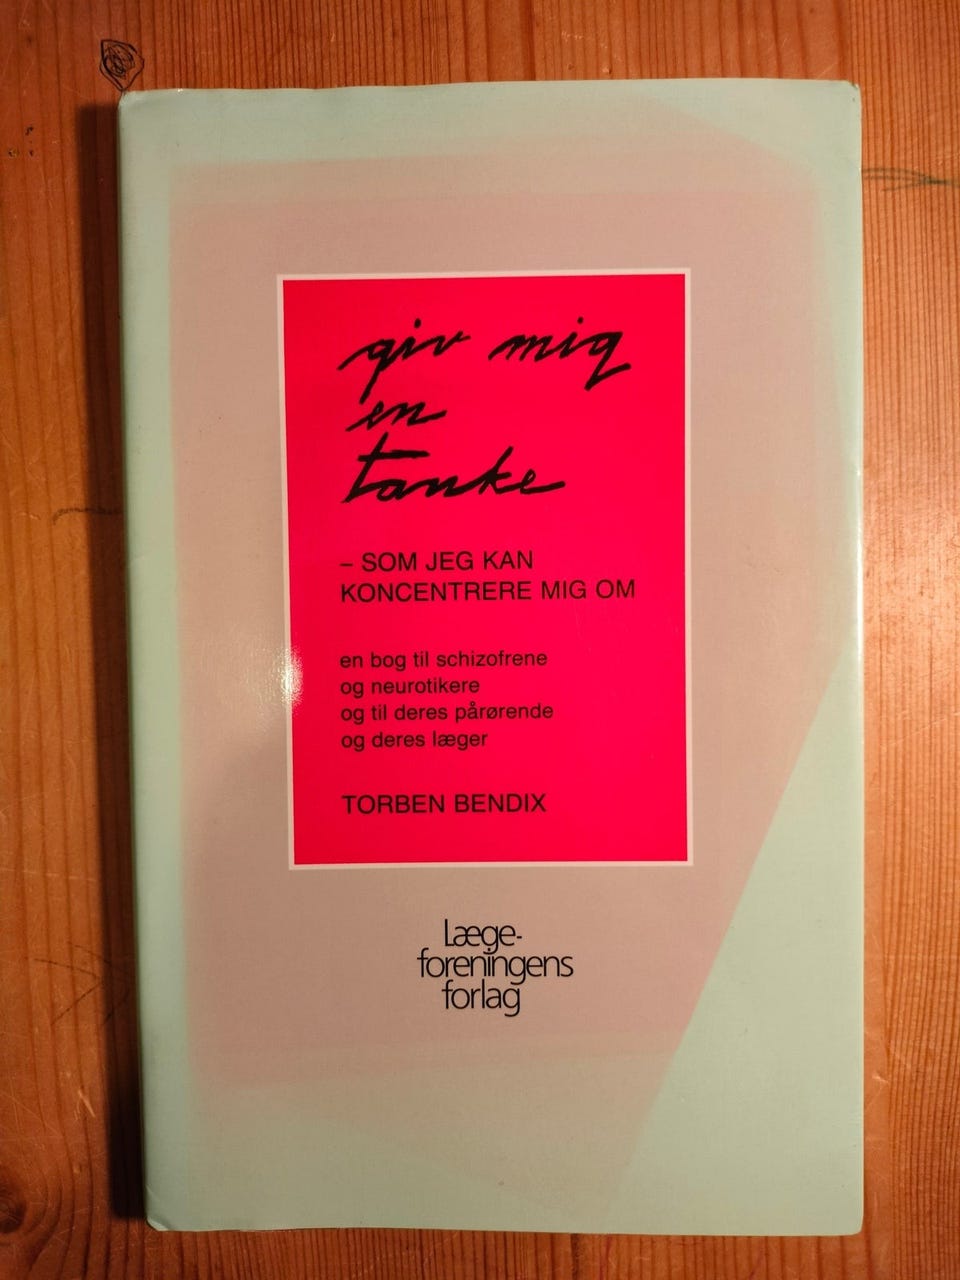 giv mig
en
tanke
– SOM JEG KAN
KONCENTRERE MIG OM
en bog til schizofrene
og neurotikere
og til deres pårørende
og deres læger
TORBEN BENDIX
Læge-
foreningens
forlag